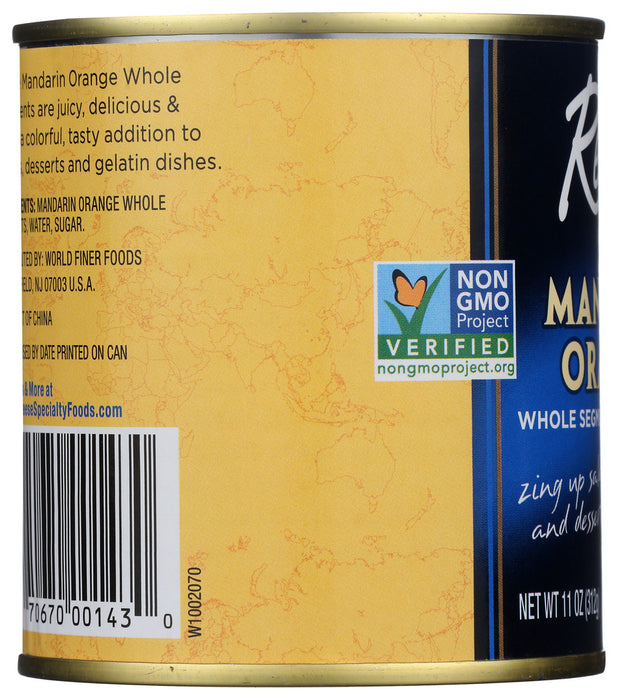 Mandarin Orange Whole
ents are juicy, delicious &
a colorful, tasty addition to
desserts and gelatin dishes.
ENTS: MANDARIN ORANGE WHOLE
TS, WATER, SUGAR.
TED BY: WORLD FINER FOODS
ELD, NJ 07003 U.S.A.
T OF CHINA
SED BY DATE PRINTED ON CAN
& More at
eseSpecialtyFoods.com
70670 00143 0
W1002070
NON
GMO
Project
VERIFIED
nongmoproject.org
Re
MAN
ORA
WHOLE SEGM
zing up sa
and desse
NET WT 11 OZ (312g